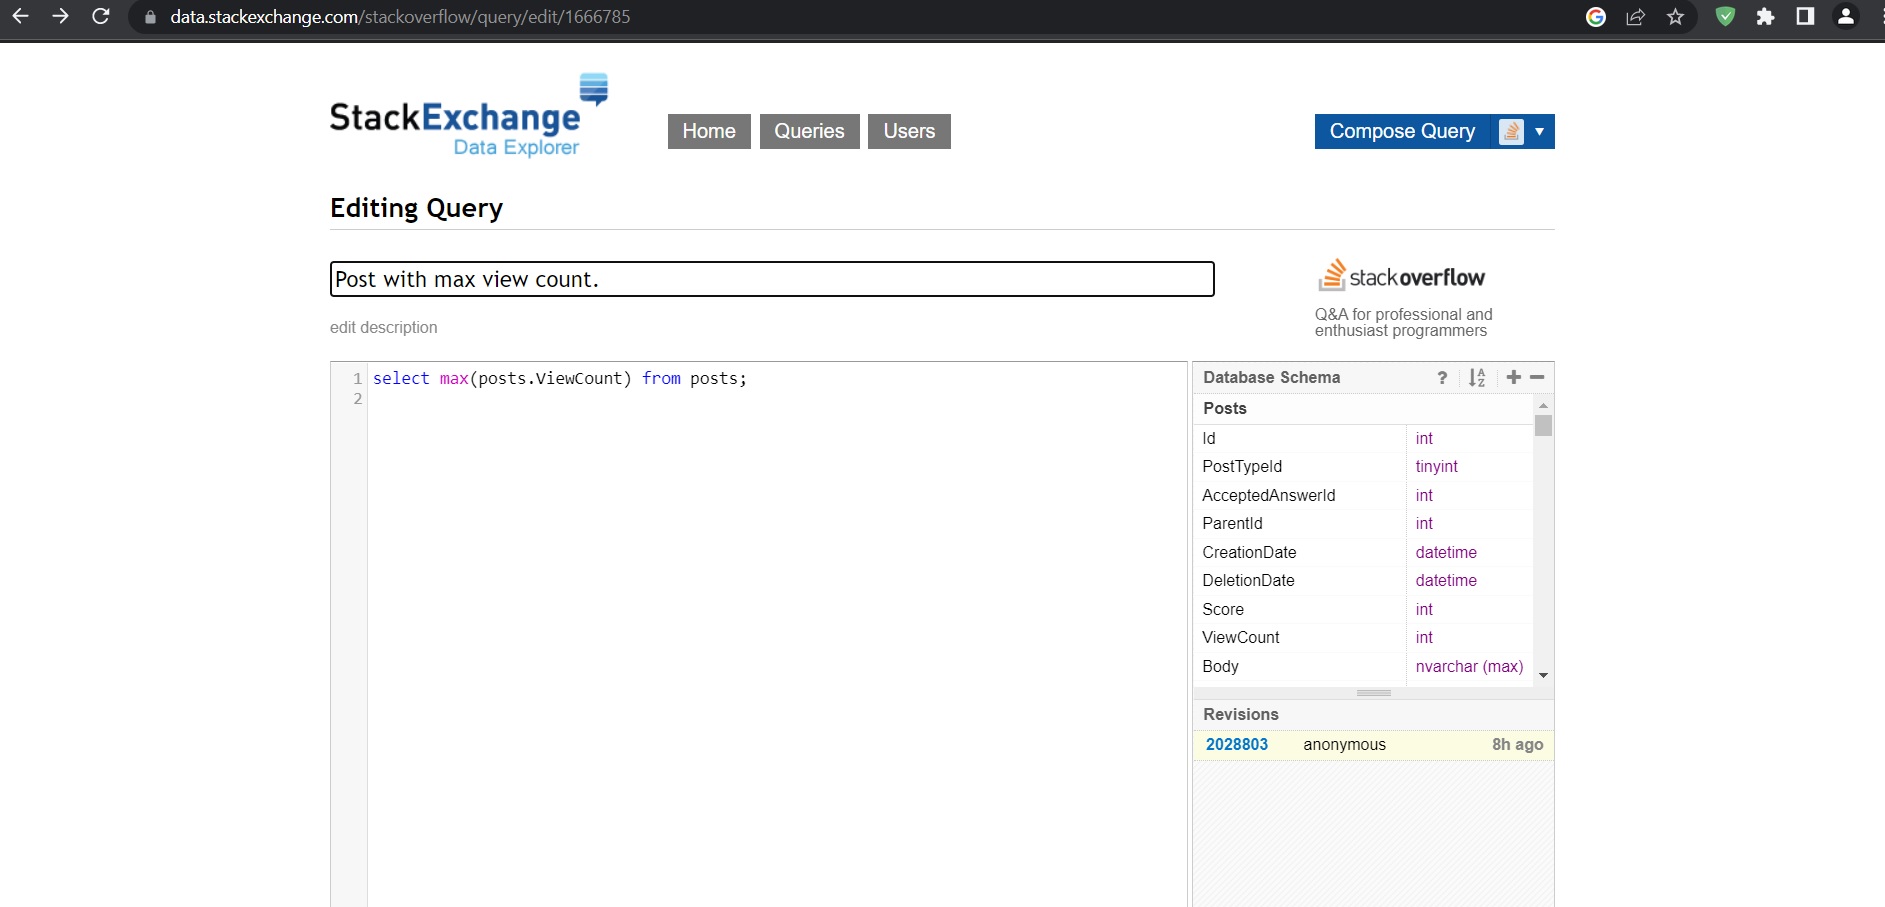 data.stackexchange.com/stackoverflow/query/edit/1666785
StackExchange
Data Explorer
Home
Queries
Users
Compose Query
Editing Query
Post with max view count.
edit description
stackoverflow
Q&A for professional and
enthusiast programmers
1 select max(posts.ViewCount) from posts;
2
Database Schema ?
Posts
Id int
PostTypeId tinyint
AcceptedAnswerId int
ParentId int
CreationDate datetime
DeletionDate datetime
Score int
ViewCount int
Body nvarchar (max)
Revisions
2028803 anonymous 8h ago